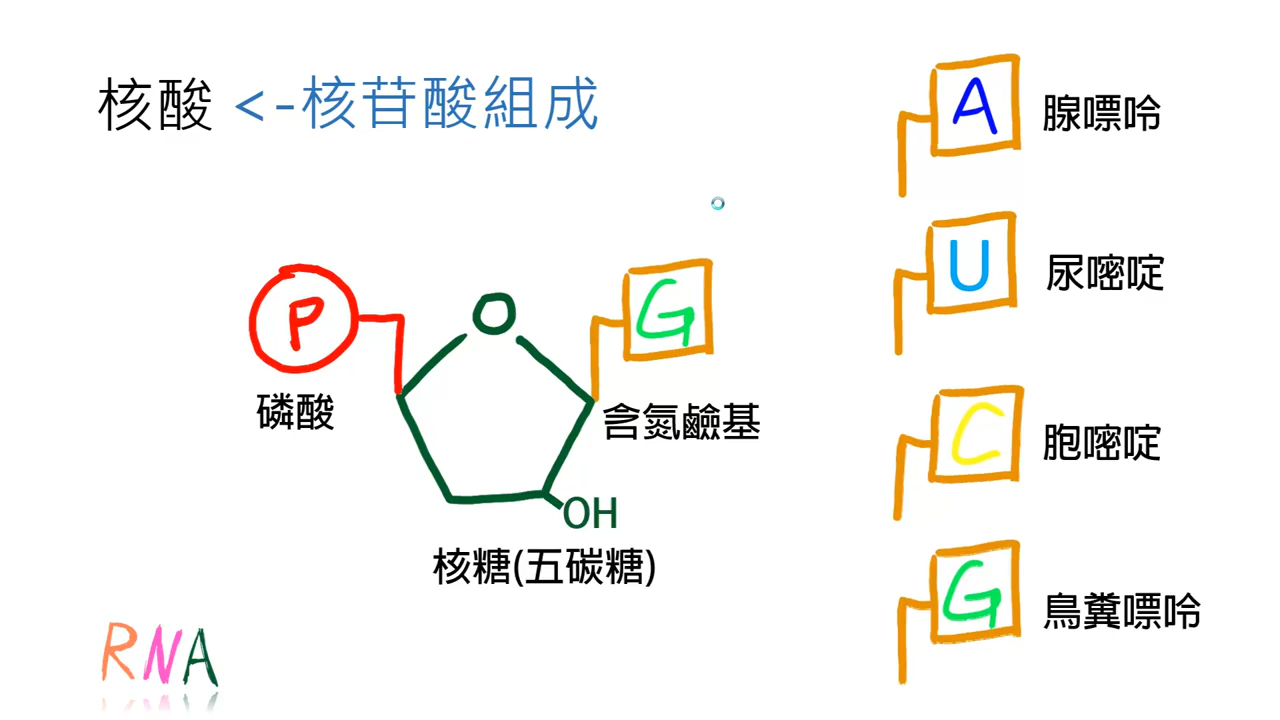 核酸 <-核苷酸組成
P
磷酸
O
G
含氮鹼基
OH
核糖(五碳糖)
RNA
A
腺嘌呤
U
尿嘧啶
C
胞嘧啶
G
鳥糞嘌呤